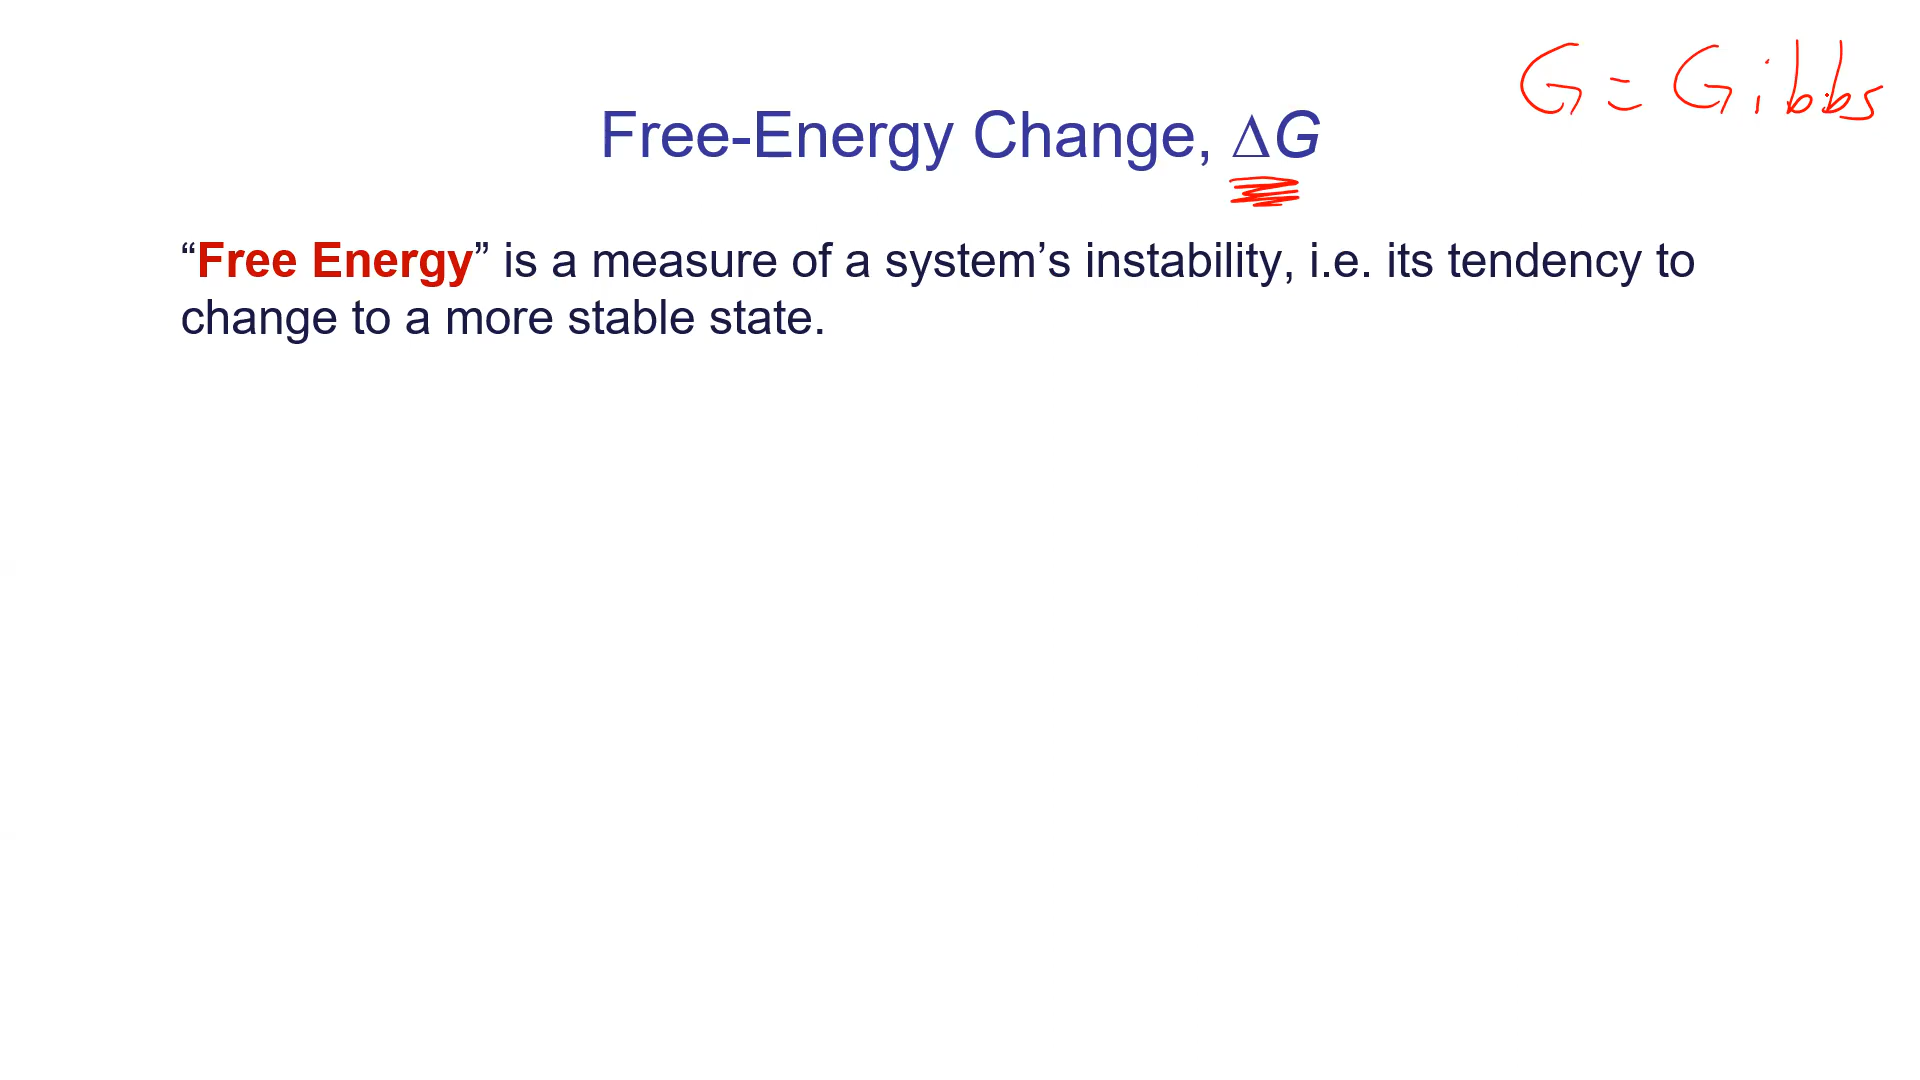 G = Gibbs
Free-Energy Change, ΔG
“Free Energy” is a measure of a system’s instability, i.e. its tendency to
change to a more stable state.